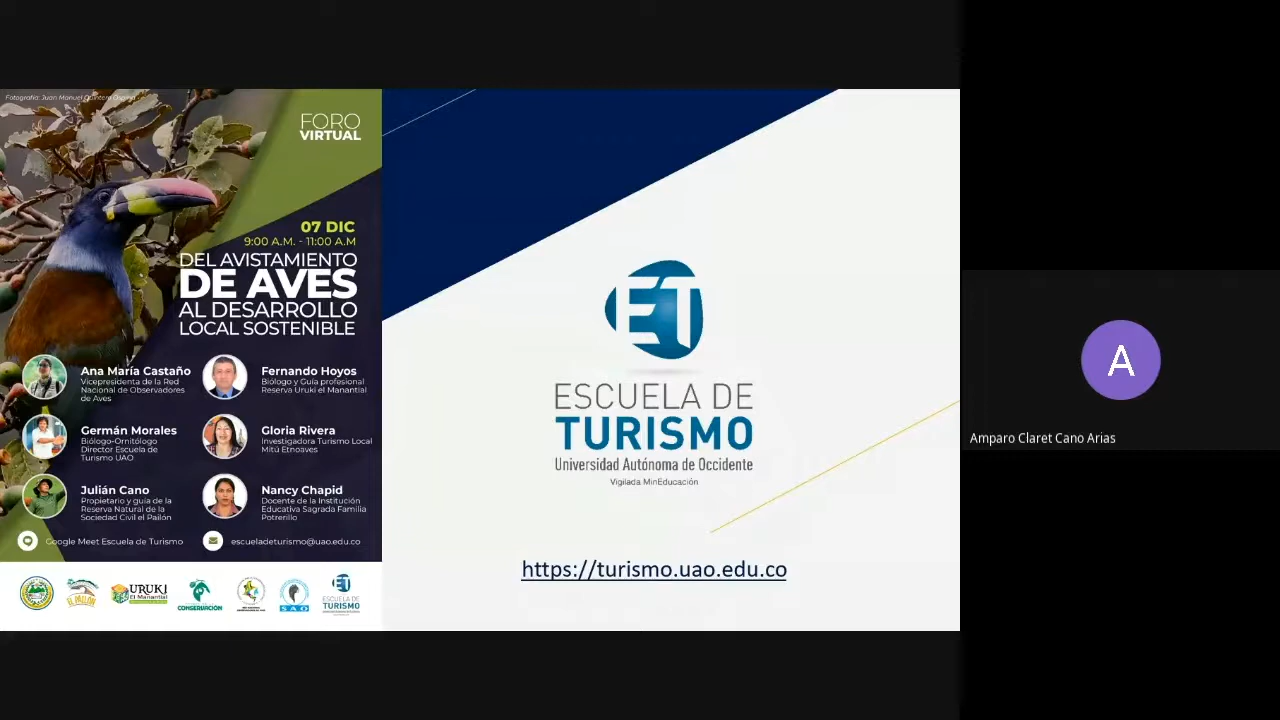 Fotografía: Juan Manuel Quintero Ospina
FORO
VIRTUAL
07 DIC
9:00 A.M. - 11:00 A.M
DEL AVISTAMIENTO
DE AVES
AL DESARROLLO
LOCAL SOSTENIBLE
Ana María Castaño
Vicepresidenta de la Red
Nacional de Observadores
de Aves
Fernando Hoyos
Biólogo y Guía profesional
Reserva Uruki el Manantial
Germán Morales
Biólogo-Ornitólogo
Director Escuela de
Turismo UAO
Gloria Rivera
Investigadora Turismo Local
Mitú Etnoaves
Julián Cano
Propietario y guía de la
Reserva Natural de la
Sociedad Civil el Pailón
Nancy Chapid
Docente de la Institución
Educativa Sagrada Familia
Potrerillo
Google Meet Escuela de Turismo
escueladeturismo@uao.edu.co
EL PAILÓN
URUKI
El Manantial
CONSERVACIÓN
SAO
ET
ESCUELA DE
TURISMO
ET
ESCUELA DE
TURISMO
Universidad Autónoma de Occidente
Vigilada MinEducación
https://turismo.uao.edu.co
A
Amparo Claret Cano Arias